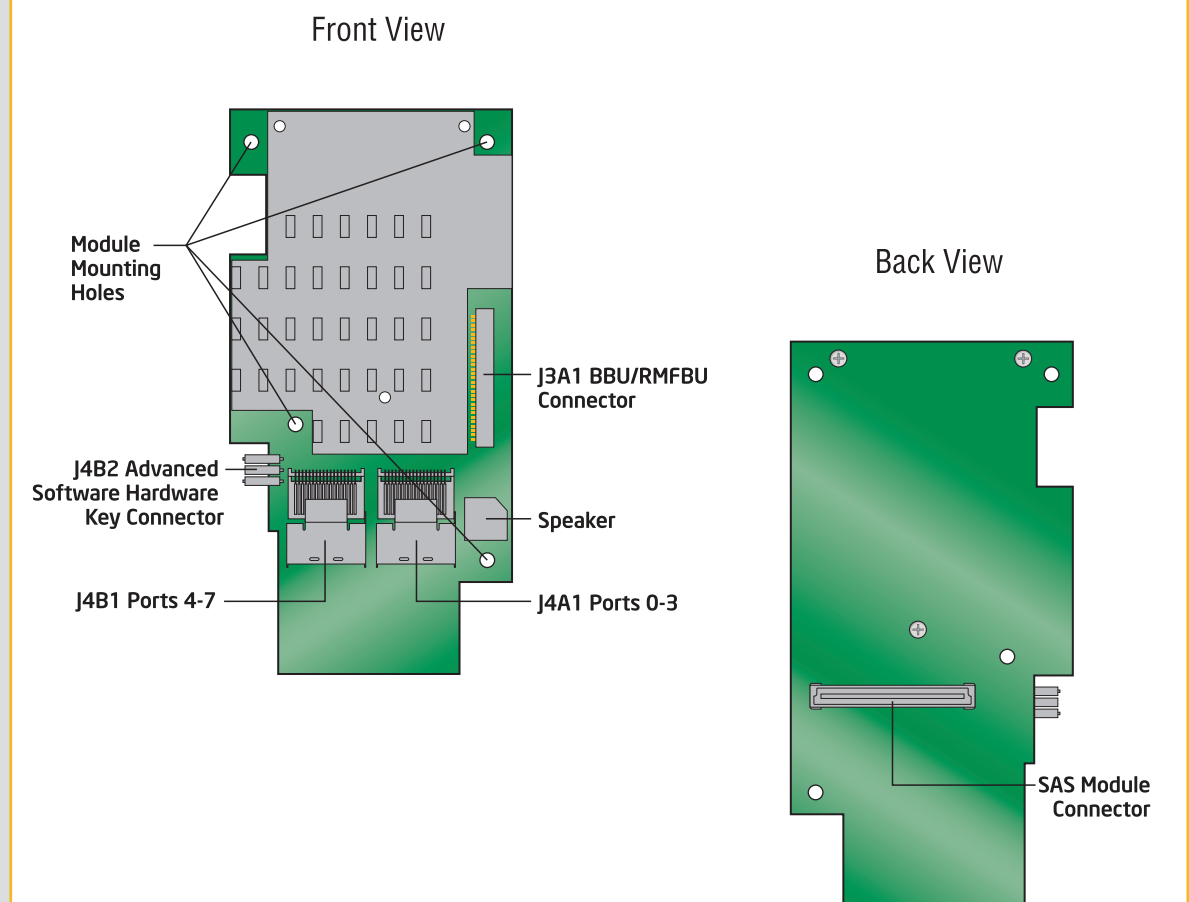 Front View
Module
Mounting
Holes
J3A1 BBU/RMFBU
Connector
J4B2 Advanced
Software Hardware
Key Connector
Speaker
J4B1 Ports 4-7
J4A1 Ports 0-3
Back View
SAS Module
Connector